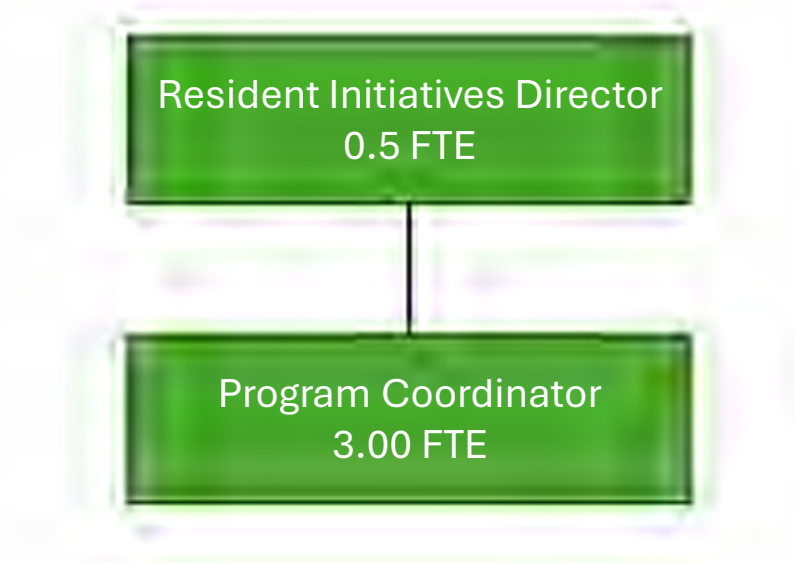 Resident Initiatives Director
0.5 FTE
Program Coordinator
3.00 FTE